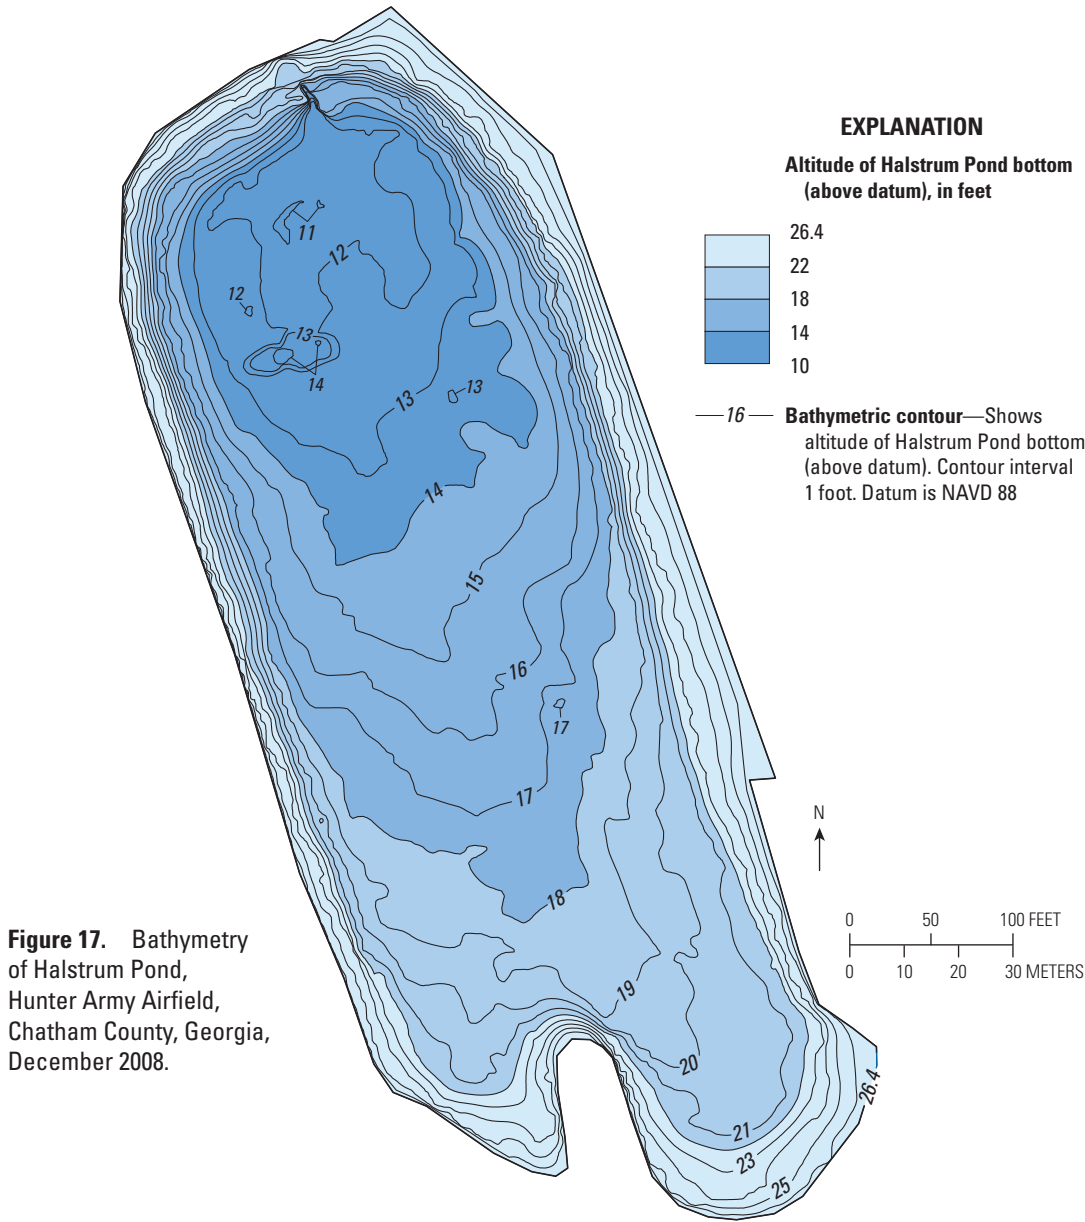 EXPLANATION
Altitude of Halstrum Pond bottom
(above datum), in feet
26.4
22
18
14
10
16 Bathymetric contour—Shows
altitude of Halstrum Pond bottom
(above datum). Contour interval
1 foot. Datum is NAVD 88
11
12
12
13
14
13
13
14
15
16
17
17
18
19
20
21
23
25
26.4
N
0 50 100 FEET
0 10 20 30 METERS
Figure 17. Bathymetry
of Halstrum Pond,
Hunter Army Airfield,
Chatham County, Georgia,
December 2008.